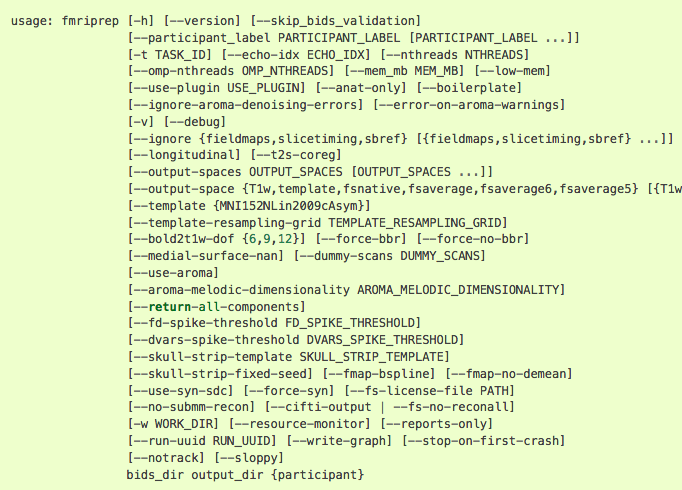 usage: fmriprep [-h] [--version] [--skip_bids_validation]
[--participant_label PARTICIPANT_LABEL [PARTICIPANT_LABEL ...]]
[-t TASK_ID] [--echo-idx ECHO_IDX] [--nthreads NTHREADS]
[--omp-nthreads OMP_NTHREADS] [--mem_mb MEM_MB] [--low-mem]
[--use-plugin USE_PLUGIN] [--anat-only] [--boilerplate]
[--ignore-aroma-denoising-errors] [--error-on-aroma-warnings]
[-v] [--debug]
[--ignore {fieldmaps,slicetiming,sbref} [{fieldmaps,slicetiming,sbref} ...]]
[--longitudinal] [--t2s-coreg]
[--output-spaces OUTPUT_SPACES [OUTPUT_SPACES ...]]
[--output-space {T1w,template,fsnative,fsaverage,fsaverage6,fsaverage5} [{T1w
[--template {MNI152NLin2009cAsym}]
[--template-resampling-grid TEMPLATE_RESAMPLING_GRID]
[--bold2t1w-dof {6,9,12}] [--force-bbr] [--force-no-bbr]
[--medial-surface-nan] [--dummy-scans DUMMY_SCANS]
[--use-aroma]
[--aroma-melodic-dimensionality AROMA_MELODIC_DIMENSIONALITY]
[--return-all-components]
[--fd-spike-threshold FD_SPIKE_THRESHOLD]
[--dvars-spike-threshold DVARS_SPIKE_THRESHOLD]
[--skull-strip-template SKULL_STRIP_TEMPLATE]
[--skull-strip-fixed-seed] [--fmap-bspline] [--fmap-no-demean]
[--use-syn-sdc] [--force-syn] [--fs-license-file PATH]
[--no-submm-recon] [--cifti-output | --fs-no-reconall]
[-w WORK_DIR] [--resource-monitor] [--reports-only]
[--run-uuid RUN_UUID] [--write-graph] [--stop-on-first-crash]
[--notrack] [--sloppy]
bids_dir output_dir {participant}